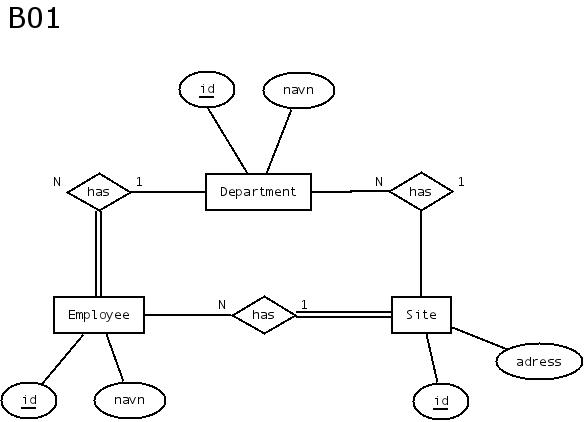 B01
id navn
N has 1 Department N has 1
Employee N has 1 Site
adress
id navn id